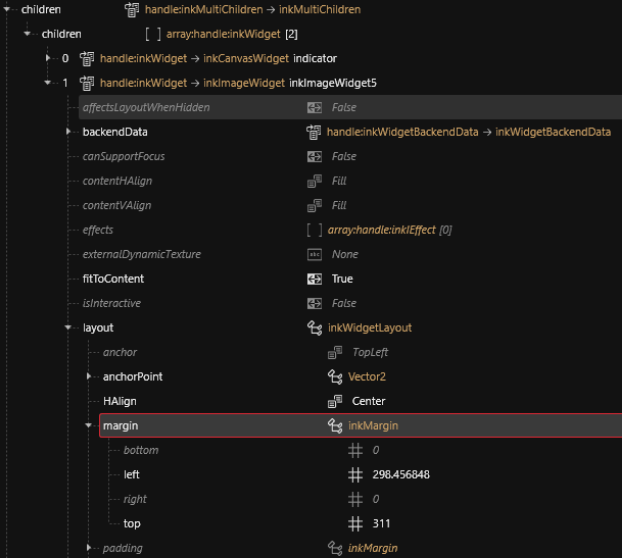 children handle:inkMultiChildren → inkMultiChildren
children [ ] array:handle:inkWidget [2]
0 handle:inkWidget → inkCanvasWidget indicator
1 handle:inkWidget → inkImageWidget inkImageWidget5
affectsLayoutWhenHidden False
backendData handle:inkWidgetBackendData → inkWidgetBackendData
canSupportFocus False
contentHAlign Fill
contentVAlign Fill
effects [ ] array:handle:inkIEffect [0]
externalDynamicTexture abc None
fitToContent True
isInteractive False
layout inkWidgetLayout
anchor TopLeft
anchorPoint Vector2
HAlign Center
margin inkMargin
bottom # 0
left # 298.456848
right # 0
top # 311
padding inkMargin